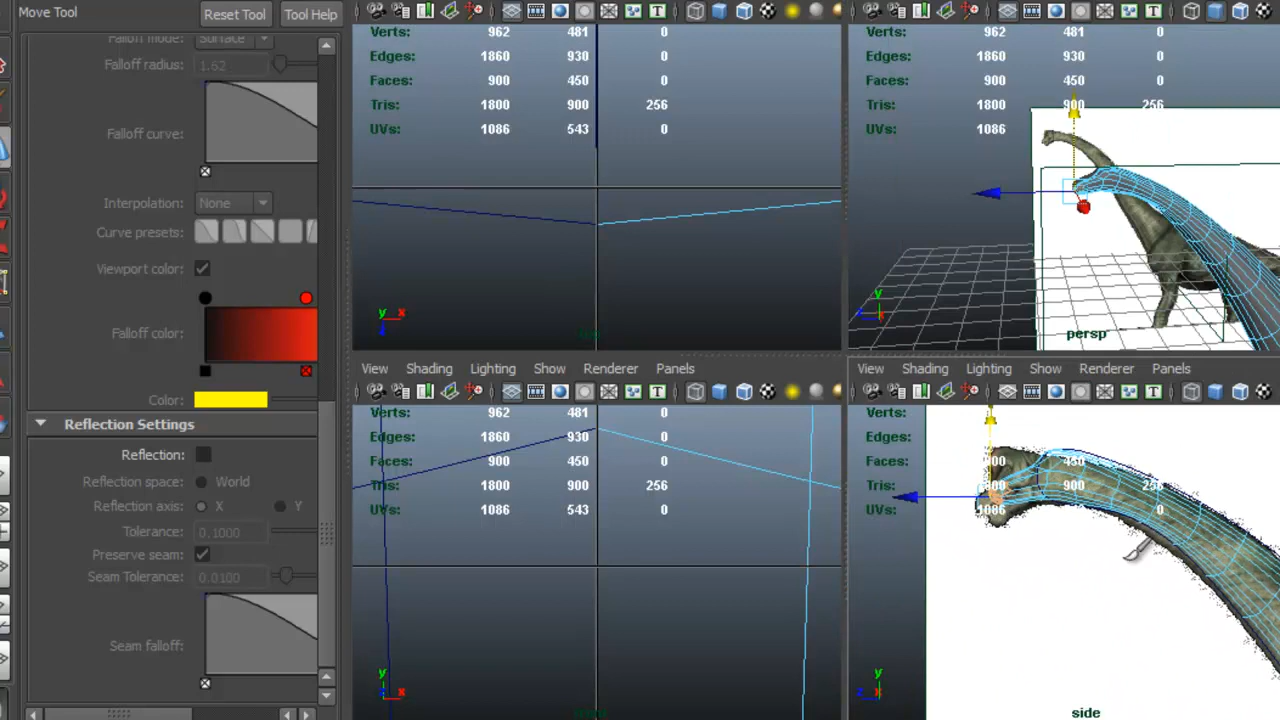 Move Tool
Reset Tool
Tool Help
Falloff mode: Surface
Falloff radius: 1.62
Falloff curve:
Interpolation: None
Curve presets:
Viewport color:
Falloff color:
Color:
Reflection Settings
Reflection:
Reflection space: World
Reflection axis: X Y
Tolerance: 0.1000
Preserve seam:
Seam Tolerance: 0.0100
Seam falloff:
Verts: 962 481 0
Edges: 1860 930 0
Faces: 900 450 0
Tris: 1800 900 256
UVs: 1086 543 0
y x
Verts: 962 481 0
Edges: 1860 930 0
Faces: 900 450 0
Tris: 1800 900 256
UVs: 1086
y
persp
View Shading Lighting Show Renderer Panels
Verts: 962 481 0
Edges: 1860 930 0
Faces: 900 450 0
Tris: 1800 900 256
UVs: 1086 543 0
y
z x
View Shading Lighting Show Renderer Panels
Verts:
Edges:
Faces: 900 450
Tris: 1800 900 256
UVs: 1086 0
y
z x
side